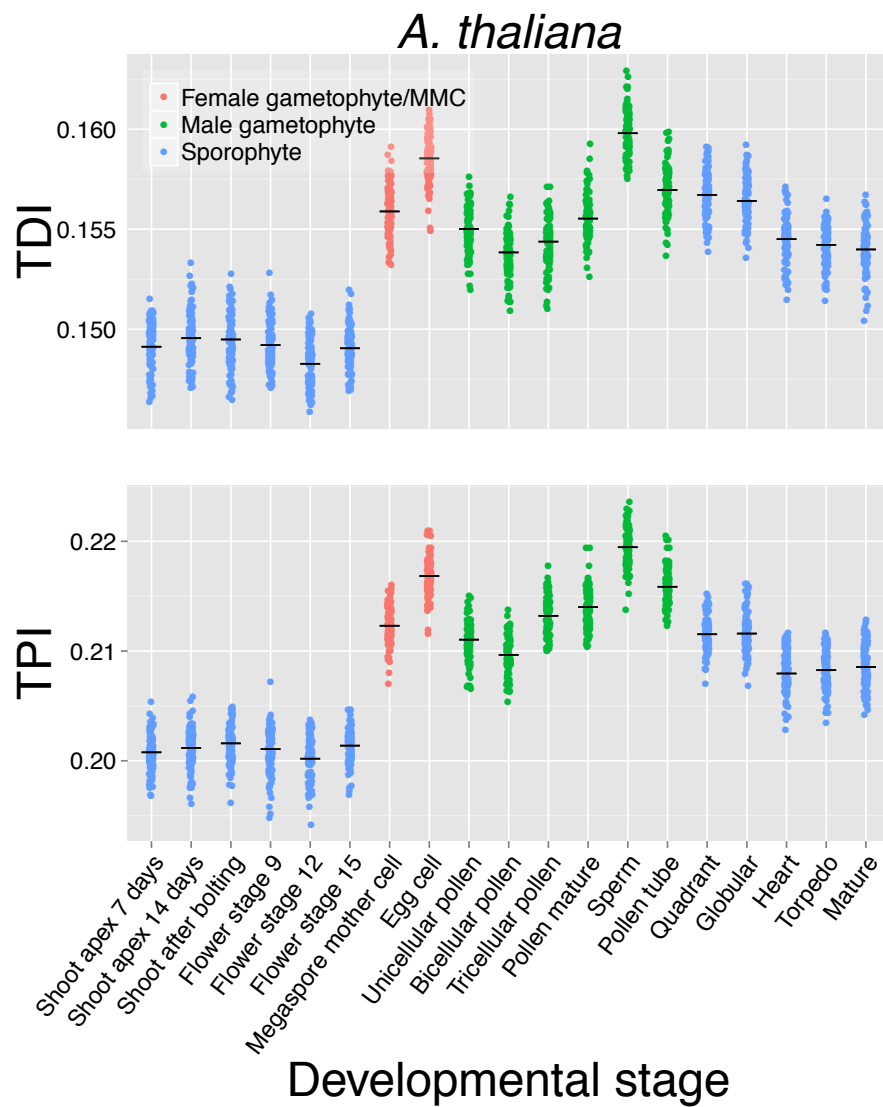 A. thaliana
Female gametophyte/MMC
Male gametophyte
Sporophyte
TDI
0.160
0.155
0.150
TPI
0.22
0.21
0.20
Shoot apex 7 days
Shoot apex 14 days
Shoot after bolting
Flower stage 9
Flower stage 12
Flower stage 15
Megaspore mother cell
Egg cell
Unicellular pollen
Bicellular pollen
Tricellular pollen
Pollen mature
Sperm
Pollen tube
Quadrant
Globular
Heart
Torpedo
Mature
Developmental stage